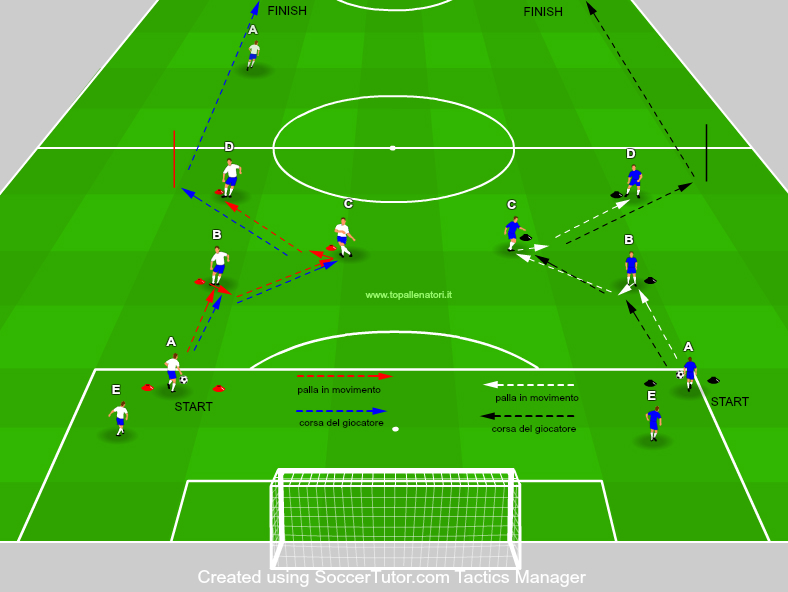 FINISH
FINISH
A
D
D
C
C
B
B
www.topallenatori.it
A
A
E
E
START
START
palla in movimento
palla in movimento
corsa del giocatore
corsa del giocatore
Created using SoccerTutor.com Tactics Manager